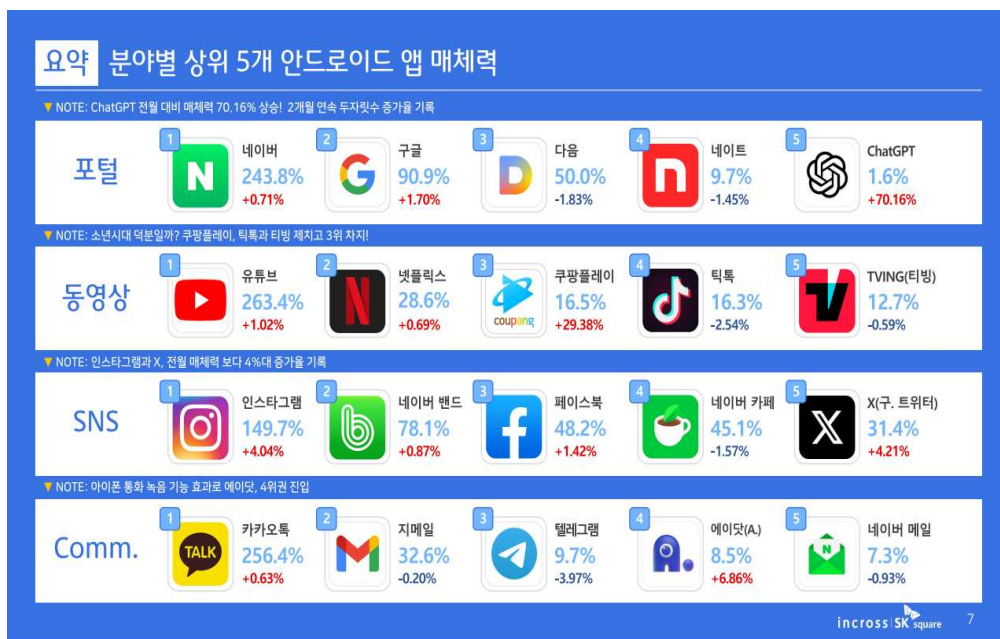 요약 분야별 상위 5개 안드로이드 앱 매체력
▼ NOTE: ChatGPT 전월 대비 매체력 70.16% 상승! 2개월 연속 두자릿수 증가율 기록
포털
1 네이버 243.8% +0.71%
2 구글 90.9% +1.70%
3 다음 50.0% -1.83%
4 네이트 9.7% -1.45%
5 ChatGPT 1.6% +70.16%
▼ NOTE: 소년시대 덕분일까? 쿠팡플레이, 틱톡과 티빙 제치고 3위 차지!
동영상
1 유튜브 263.4% +1.02%
2 넷플릭스 28.6% +0.69%
3 coupang 쿠팡플레이 16.5% +29.38%
4 틱톡 16.3% -2.54%
5 TVING(티빙) 12.7% -0.59%
▼ NOTE: 인스타그램과 X, 전월 매체력 보다 4%대 증가율 기록
SNS
1 인스타그램 149.7% +4.04%
2 네이버 밴드 78.1% +0.87%
3 페이스북 48.2% +1.42%
4 네이버 카페 45.1% -1.57%
5 X(구. 트위터) 31.4% +4.21%
▼ NOTE: 아이폰 통화 녹음 기능 효과로 에이닷, 4위권 진입
Comm.
1 TALK 카카오톡 256.4% +0.63%
2 지메일 32.6% -0.20%
3 텔레그램 9.7% -3.97%
4 에이닷(A.) 8.5% +6.86%
5 네이버 메일 7.3% -0.93%
incross SK square 7